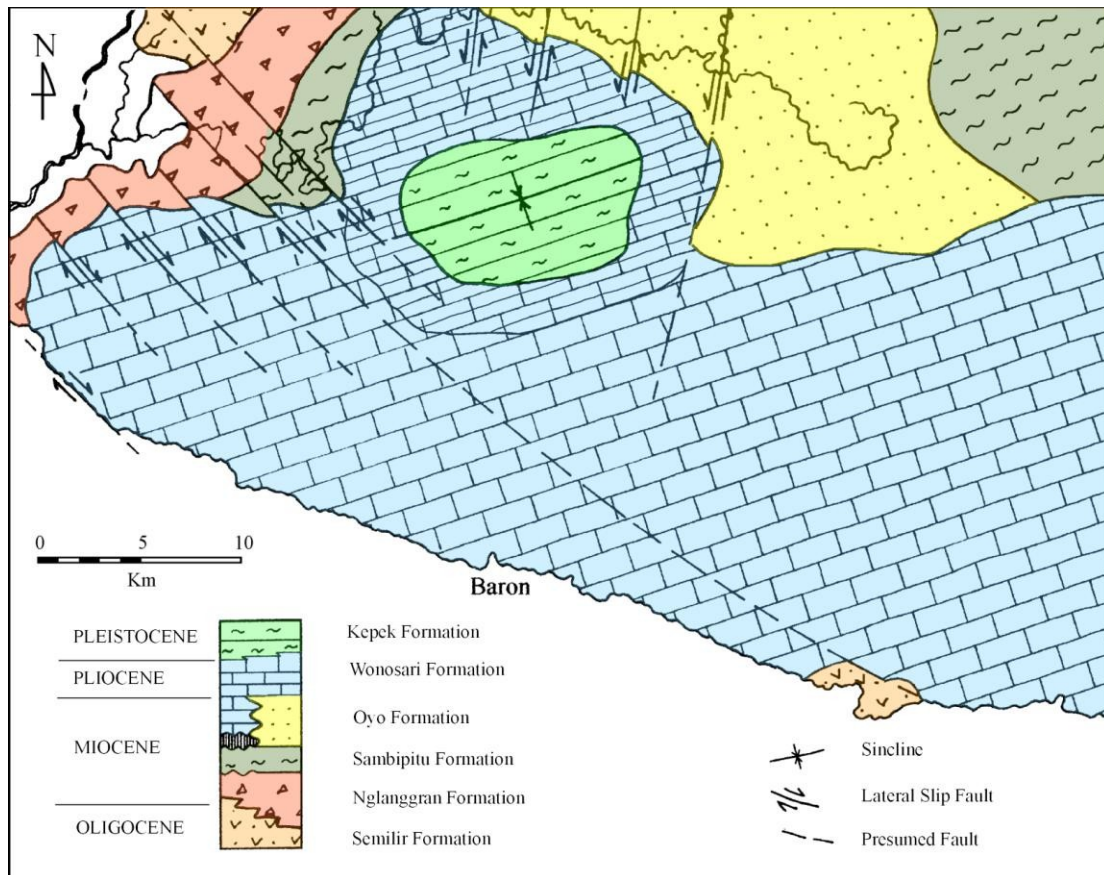 N
0 5 10
Km
Baron
PLEISTOCENE
PLIOCENE
MIOCENE
OLIGOCENE
Kepek Formation
Wonosari Formation
Oyo Formation
Sambipitu Formation
Nglanggran Formation
Semilir Formation
Sincline
Lateral Slip Fault
Presumed Fault